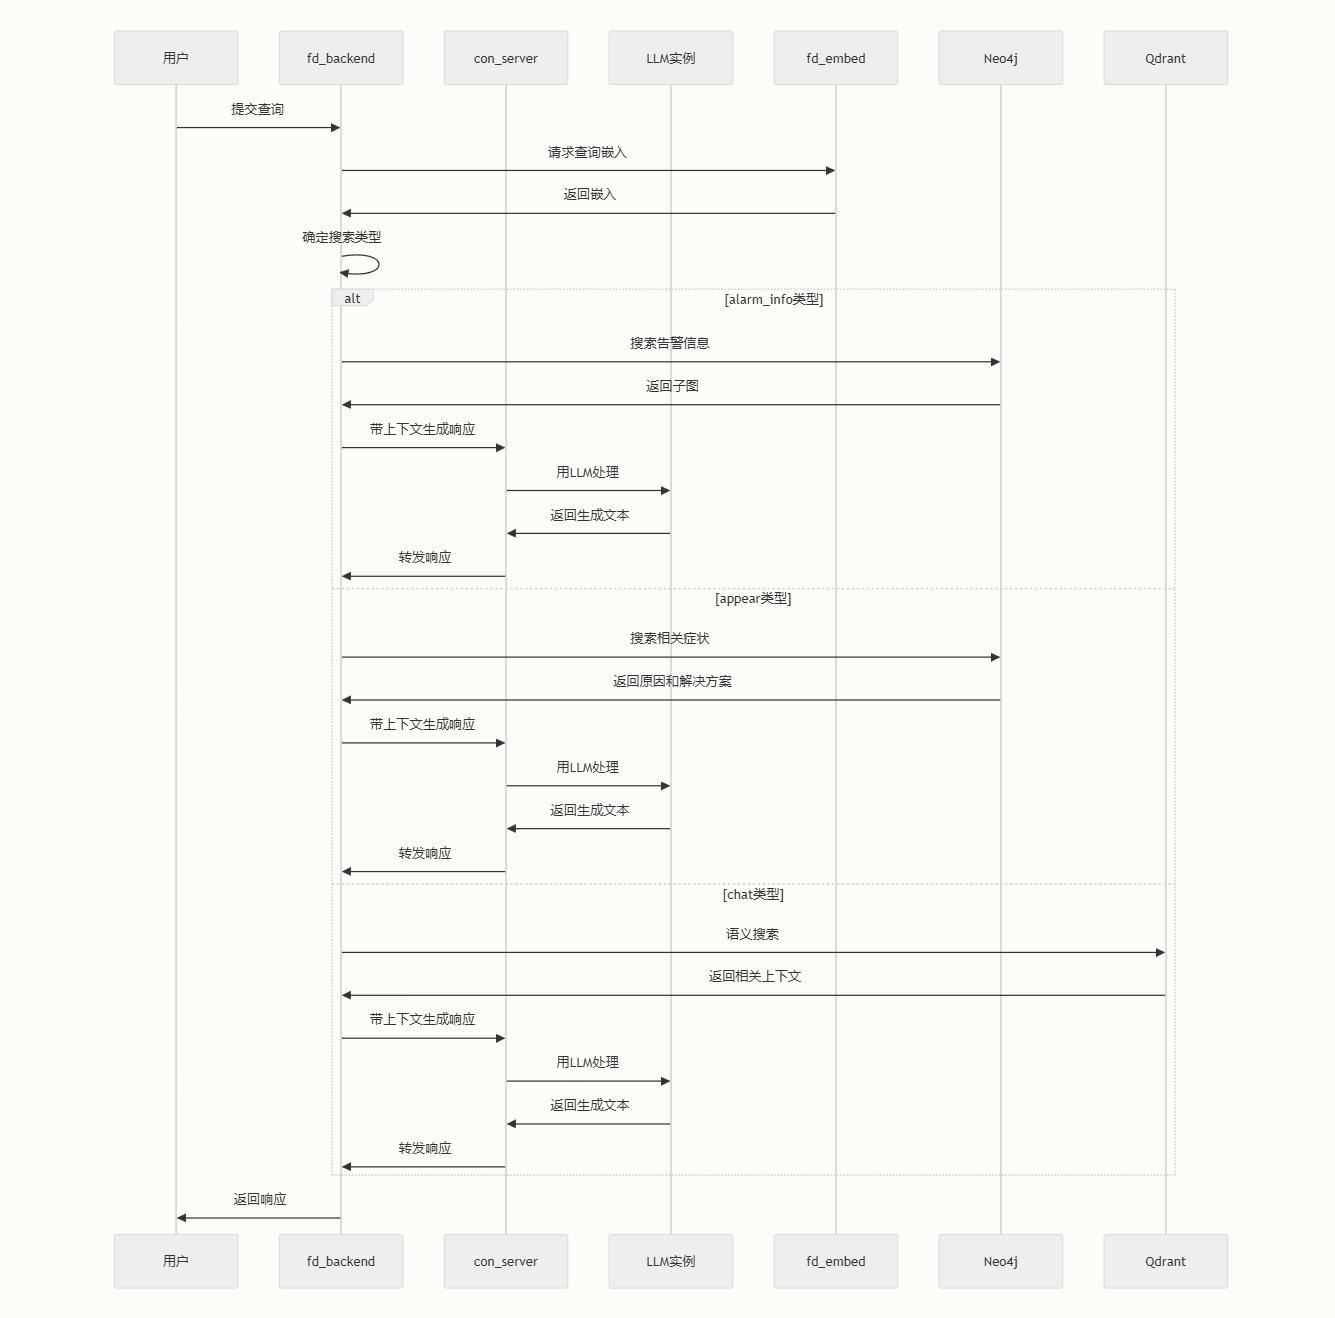 用户
fd_backend
con_server
LLM实例
fd_embed
Neo4j
Qdrant
提交查询
请求查询嵌入
返回嵌入
确定搜索类型
alt
[alarm_info类型]
搜索告警信息
返回子图
带上下文生成响应
用LLM处理
返回生成文本
转发响应
[appear类型]
搜索相关症状
返回原因和解决方案
带上下文生成响应
用LLM处理
返回生成文本
转发响应
[chat类型]
语义搜索
返回相关上下文
带上下文生成响应
用LLM处理
返回生成文本
转发响应
返回响应
用户
fd_backend
con_server
LLM实例
fd_embed
Neo4j
Qdrant